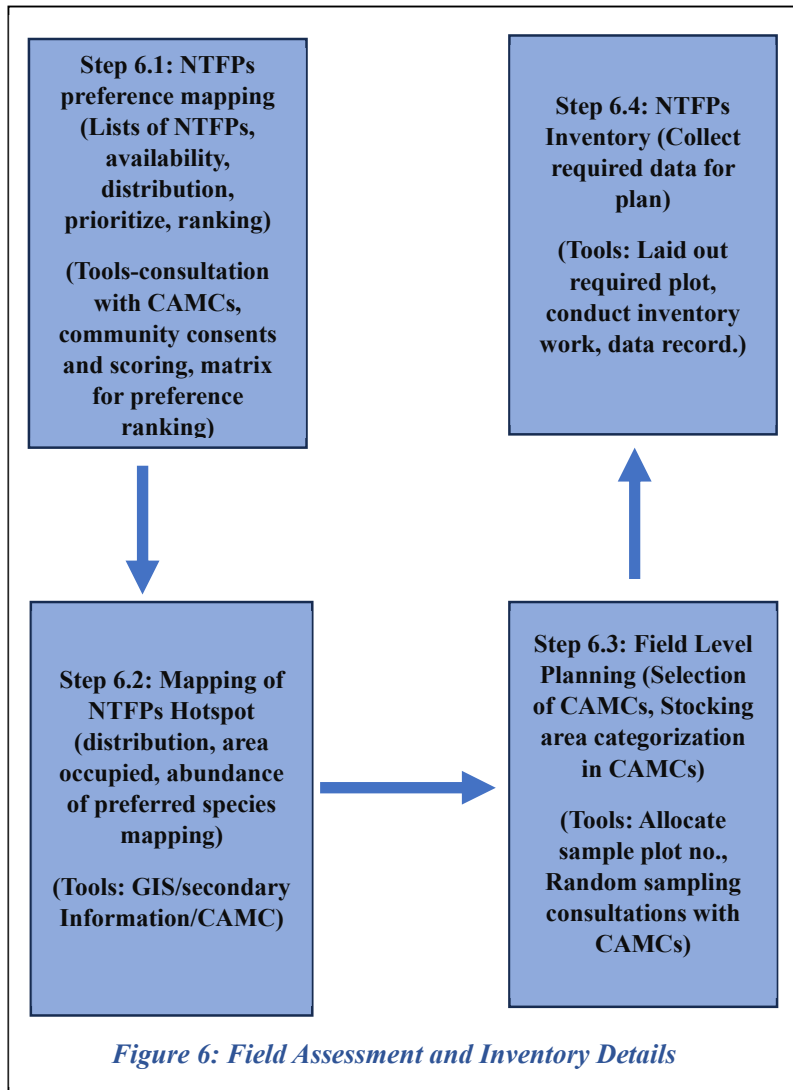 Step 6.1: NTFPs
preference mapping
(Lists of NTFPs,
availability,
distribution,
prioritize, ranking)
(Tools-consultation
with CAMCs,
community consents
and scoring, matrix
for preference
ranking)
Step 6.2: Mapping of
NTFPs Hotspot
(distribution, area
occupied, abundance
of preferred species
mapping)
(Tools: GIS/secondary
Information/CAMC)
Step 6.3: Field Level
Planning (Selection
of CAMCs, Stocking
area categorization
in CAMCs)
(Tools: Allocate
sample plot no.,
Random sampling
consultations with
CAMCs)
Step 6.4: NTFPs
Inventory (Collect
required data for
plan)
(Tools: Laid out
required plot,
conduct inventory
work, data record.)
Figure 6: Field Assessment and Inventory Details